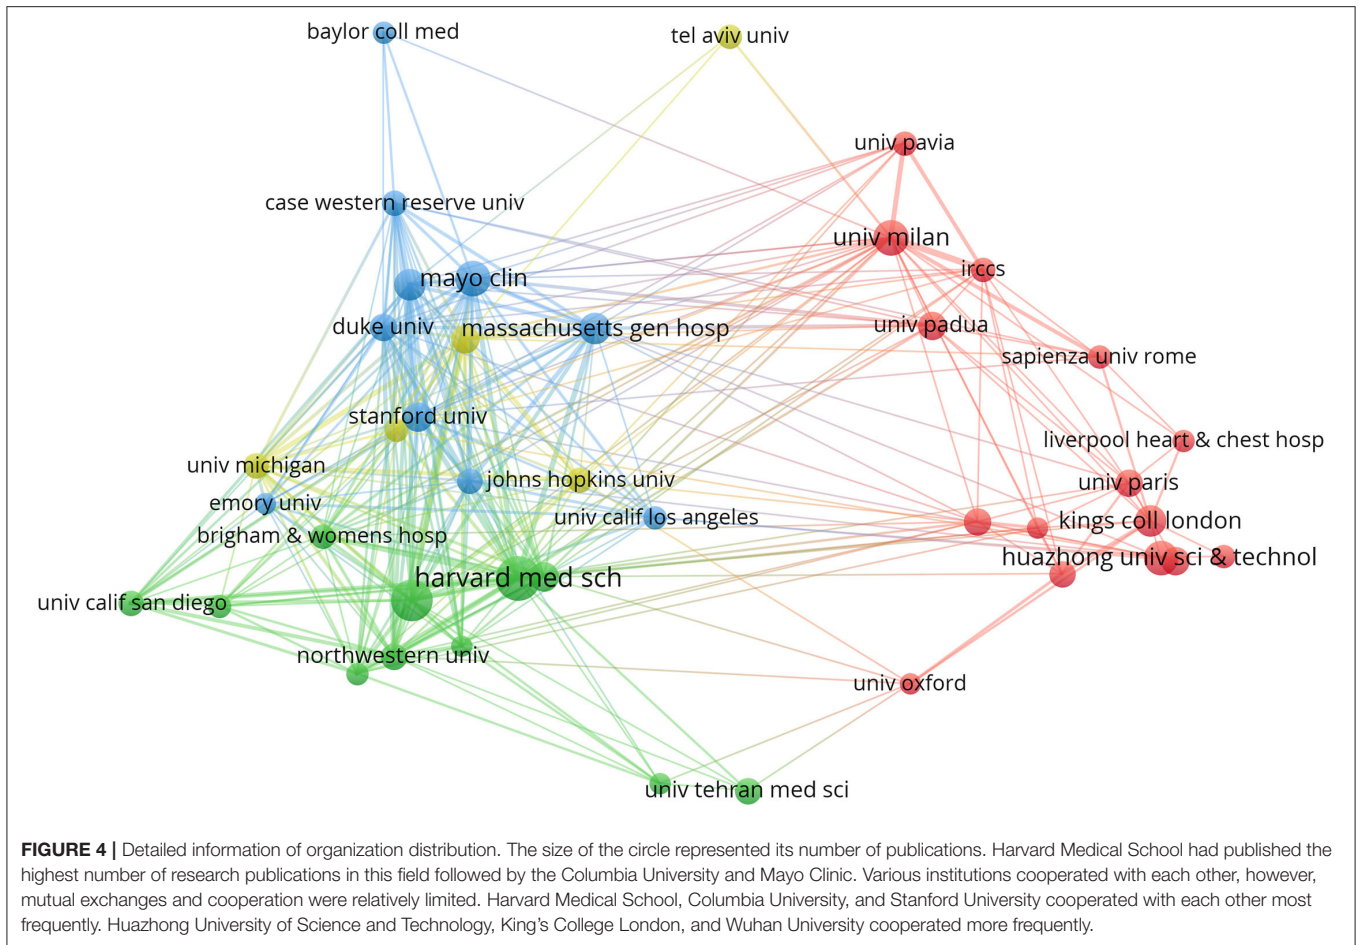 baylor coll med
tel aviv univ
univ pavia
case western reserve univ
univ milan
irccs
mayo clin
duke univ
massachusetts gen hosp
univ padua
sapienza univ rome
stanford univ
liverpool heart & chest hosp
univ michigan
johns hopkins univ
univ paris
emory univ
univ calif los angeles
kings coll london
brigham & womens hosp
huazhong univ sci & technol
harvard med sch
univ calif san diego
northwestern univ
univ oxford
univ tehran med sci
FIGURE 4 | Detailed information of organization distribution. The size of the circle represented its number of publications. Harvard Medical School had published the
highest number of research publications in this field followed by the Columbia University and Mayo Clinic. Various institutions cooperated with each other, however,
mutual exchanges and cooperation were relatively limited. Harvard Medical School, Columbia University, and Stanford University cooperated with each other most
frequently. Huazhong University of Science and Technology, King's College London, and Wuhan University cooperated more frequently.